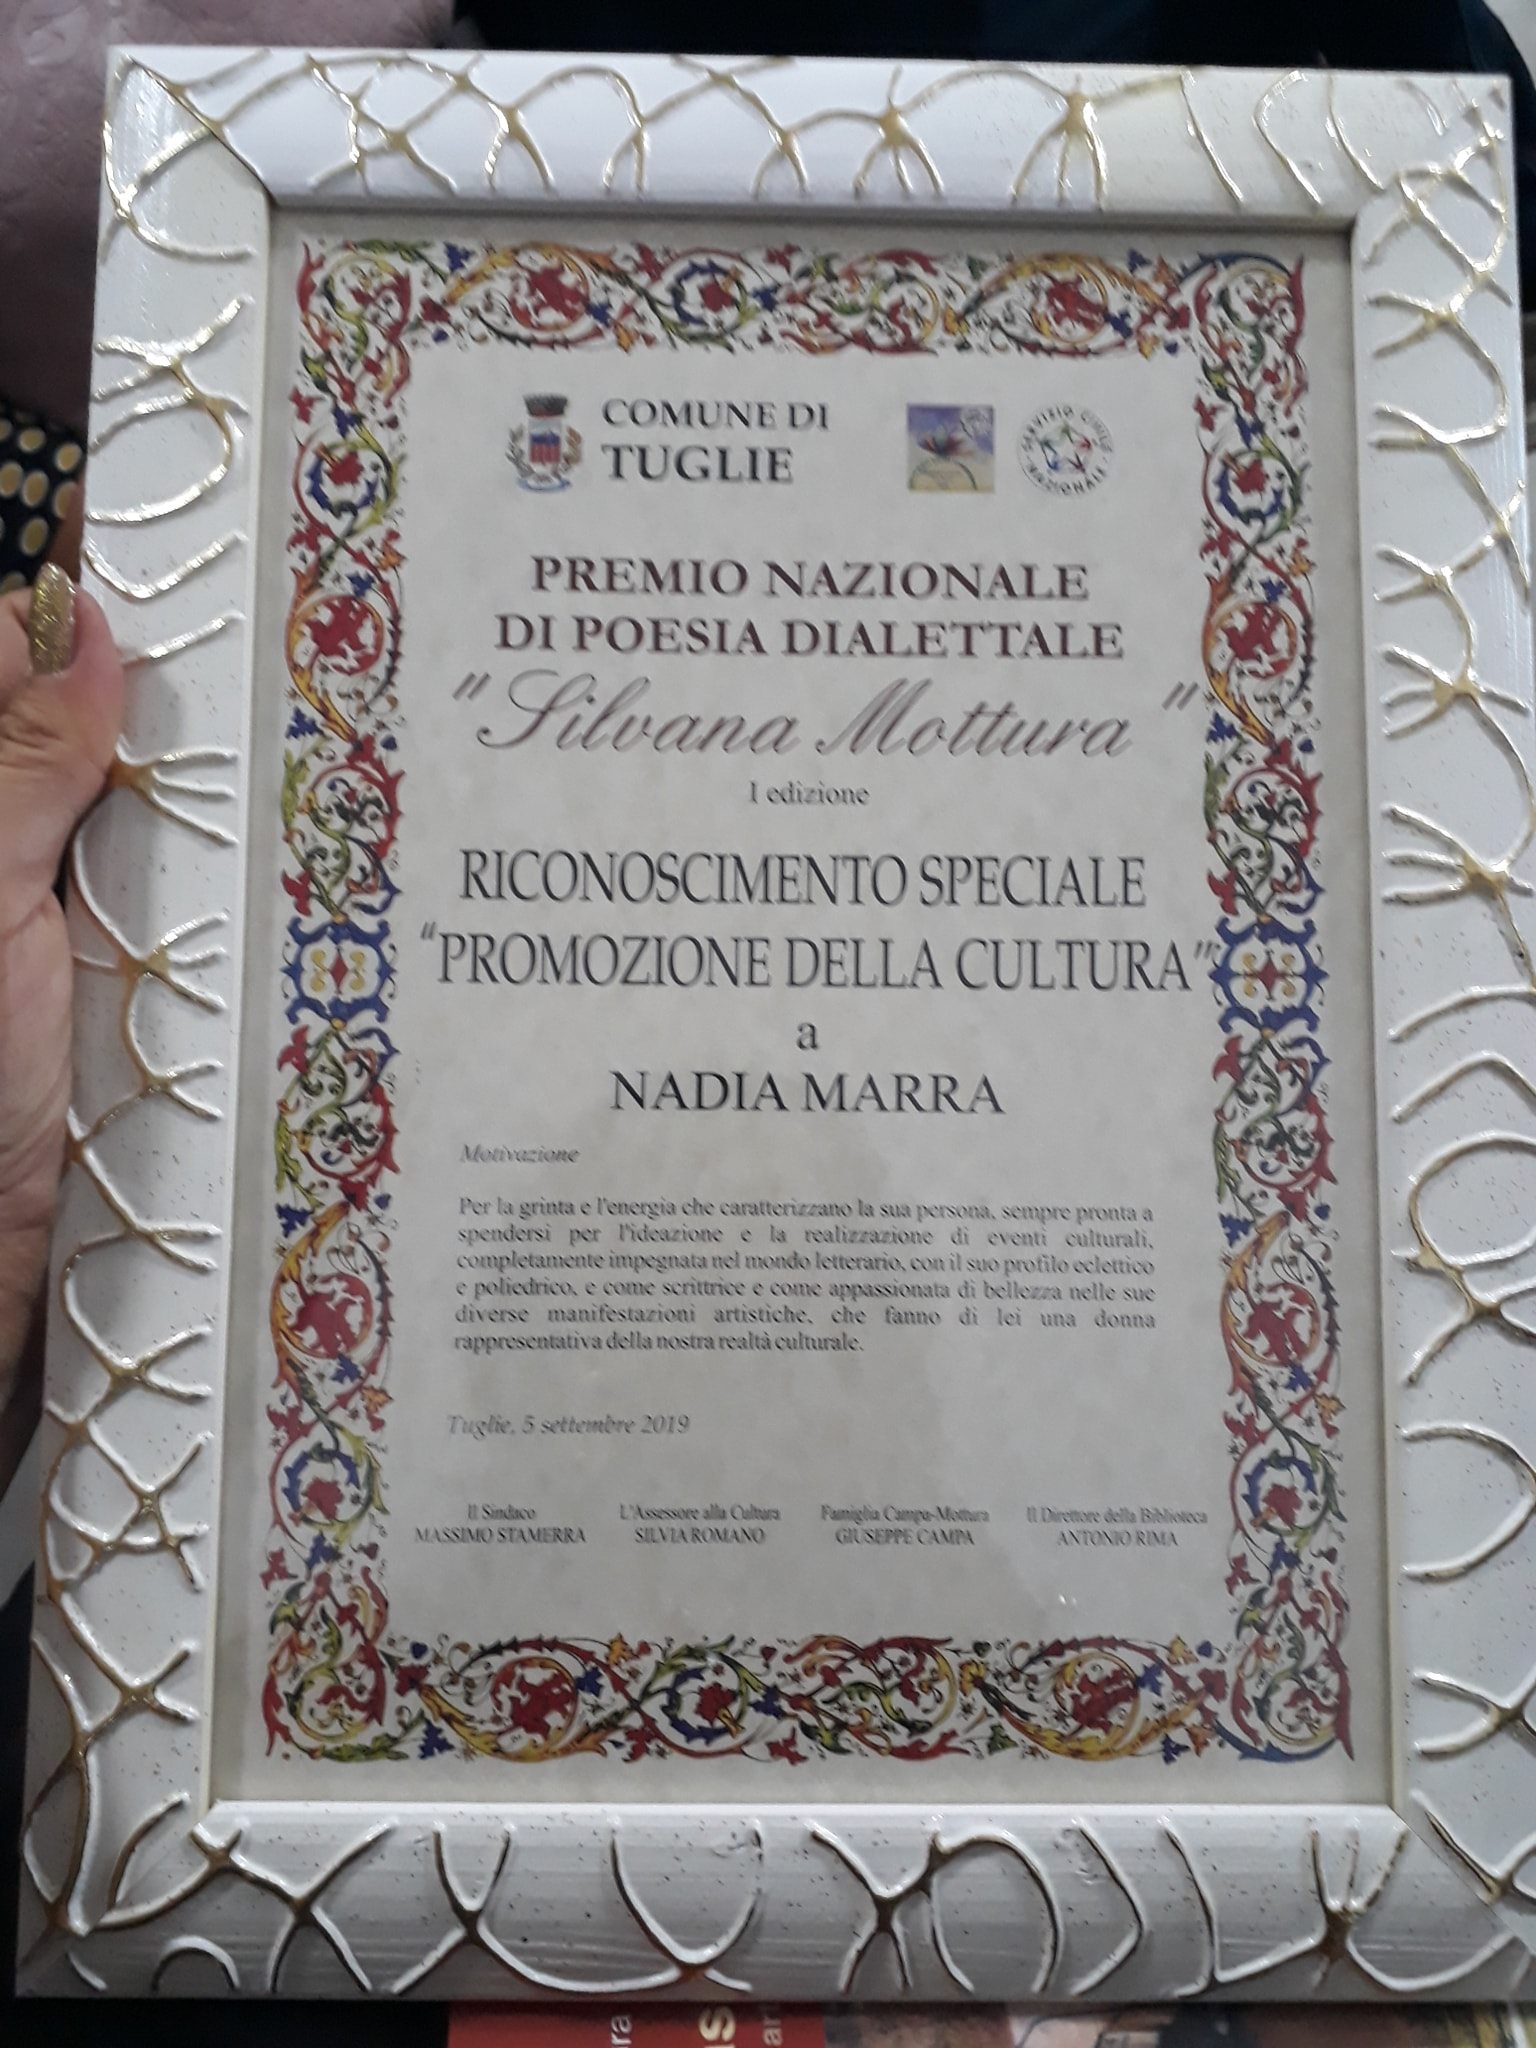 COMUNE DI
TUGLIE
SERVIZIO CIVILE
NAZIONALE
PREMIO NAZIONALE
DI POESIA DIALETTALE
"Silvana Mottura"
I edizione
RICONOSCIMENTO SPECIALE
"PROMOZIONE DELLA CULTURA"
a
NADIA MARRA
Motivazione
Per la grinta e l'energia che caratterizzano la sua persona, sempre pronta a
spendersi per l'ideazione e la realizzazione di eventi culturali,
completamente impegnata nel mondo letterario, con il suo profilo eclettico
e poliedrico, e come scrittrice e come appassionata di bellezza nelle sue
diverse manifestazioni artistiche, che fanno di lei una donna
rappresentativa della nostra realtà culturale.
Tuglie, 5 settembre 2019
Il Sindaco
MASSIMO STAMERRA
L'Assessore alla Cultura
SILVIA ROMANO
Famiglia Campa-Mottura
GIUSEPPE CAMPA
Il Direttore della Biblioteca
ANTONIO RIMA